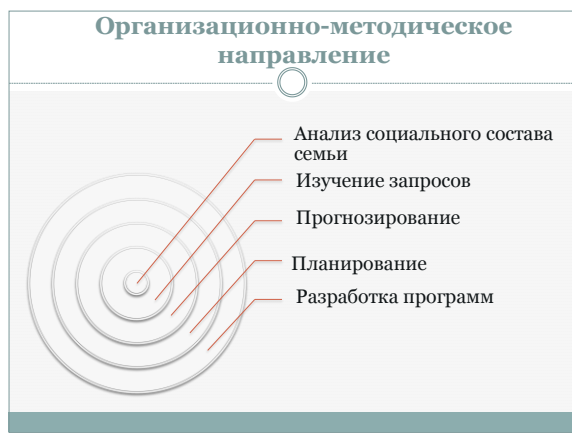 Организационно-методическое
направление
Анализ социального состава
семьи
Изучение запросов
Прогнозирование
Планирование
Разработка программ